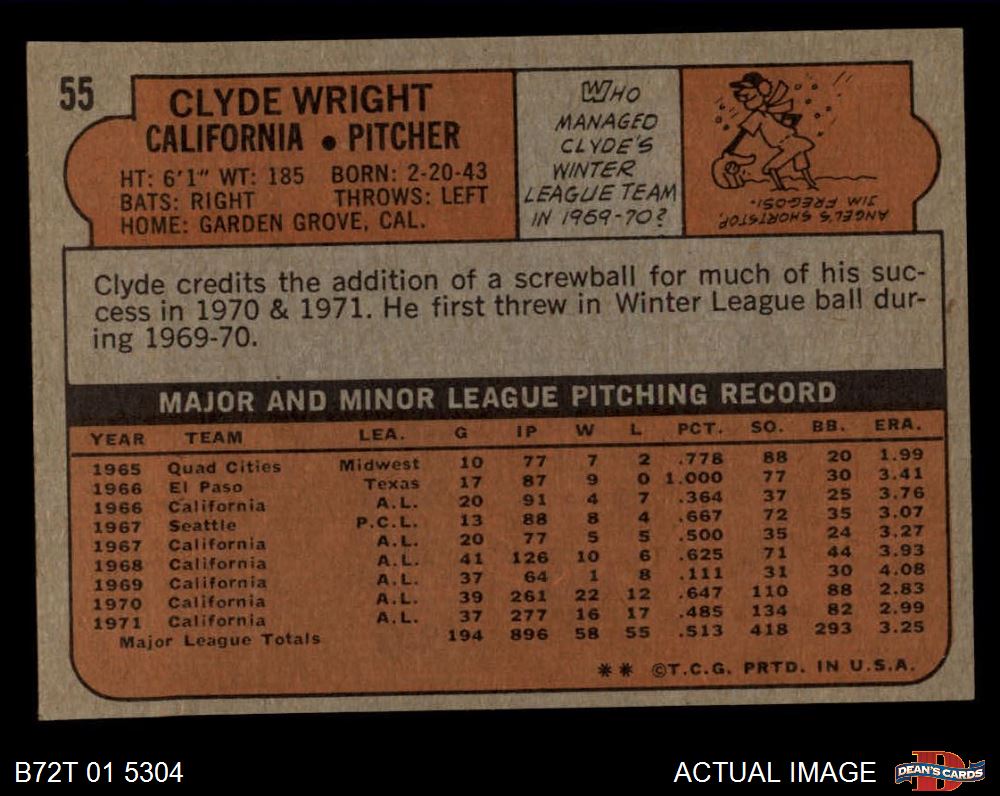 55
CLYDE WRIGHT
CALIFORNIA • PITCHER
HT: 6'1" WT: 185 BORN: 2-20-43
BATS: RIGHT THROWS: LEFT
HOME: GARDEN GROVE, CAL.
WHO
MANAGED
CLYDE'S
WINTER
LEAGUE TEAM
IN 1969-70?
ANGEL'S SHORTSTOP,
JIM FREGOSI.
Clyde credits the addition of a screwball for much of his suc-
cess in 1970 & 1971. He first threw in Winter League ball dur-
ing 1969-70.
MAJOR AND MINOR LEAGUE PITCHING RECORD
YEAR TEAM LEA. G IP W L PCT. SO. BB. ERA.
1965 Quad Cities Midwest 10 77 7 2 .778 88 20 1.99
1966 El Paso Texas 17 87 9 0 1.000 77 30 3.41
1966 California A.L. 20 91 4 7 .364 37 25 3.76
1967 Seattle P.C.L. 13 88 8 4 .667 72 35 3.07
1967 California A.L. 20 77 5 5 .500 35 24 3.27
1968 California A.L. 41 126 10 6 .625 71 44 3.93
1969 California A.L. 37 64 1 8 .111 31 30 4.08
1970 California A.L. 39 261 22 12 .647 110 88 2.83
1971 California A.L. 37 277 16 17 .485 134 82 2.99
Major League Totals 194 896 58 55 .513 418 293 3.25
** ©T.C.G. PRTD. IN U.S.A.
B72T 01 5304
ACTUAL IMAGE
D
DEAN'S CARDS